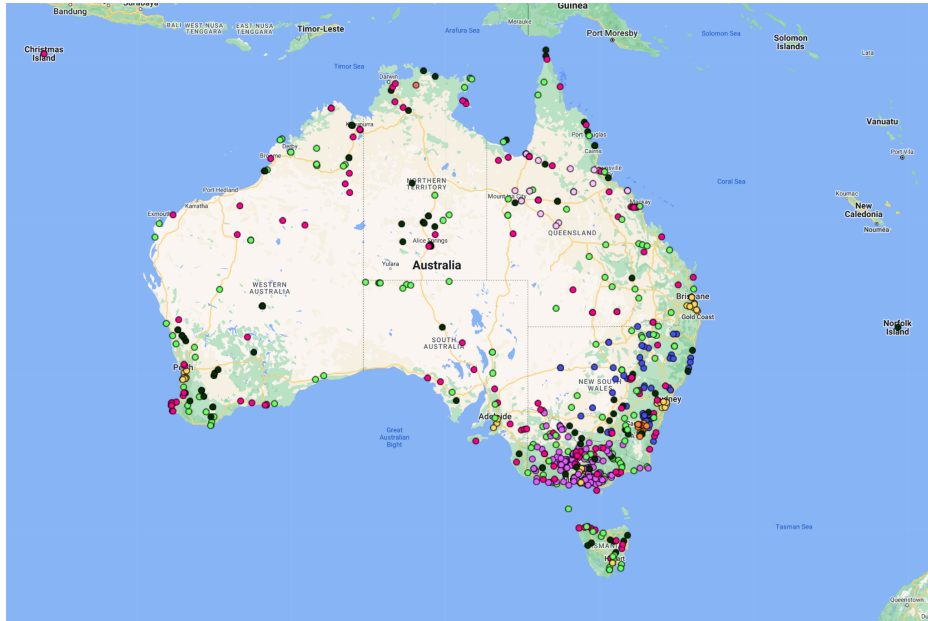 Surabaya
Bandung
BALI WEST NUSA
TENGGARA
EAST NUSA
TENGGARA
Timor-Leste
Arafura Sea
Merauke
Guinea
Port Moresby
Solomon Sea
Solomon
Islands
Lata
Christmas
Island
Timor Sea
Darwin
Kununurra
Derby
Broome
Port Douglas
Cairns
Vanuatu
Port Vila
Port Hedland
Karratha
Exmouth
NORTHERN
TERRITORY
Mackay
Coral Sea
Koumac
New
Caledonia
Nouméa
QUEENSLAND
Alice Springs
Yulara
Australia
WESTERN
AUSTRALIA
Brisbane
Gold Coast
Norfolk
Island
SOUTH
AUSTRALIA
Perth
NEW SOUTH
WALES
Sydney
Adelaide
Great
Australian
Bight
Tasman Sea
Hobart
Queenstown